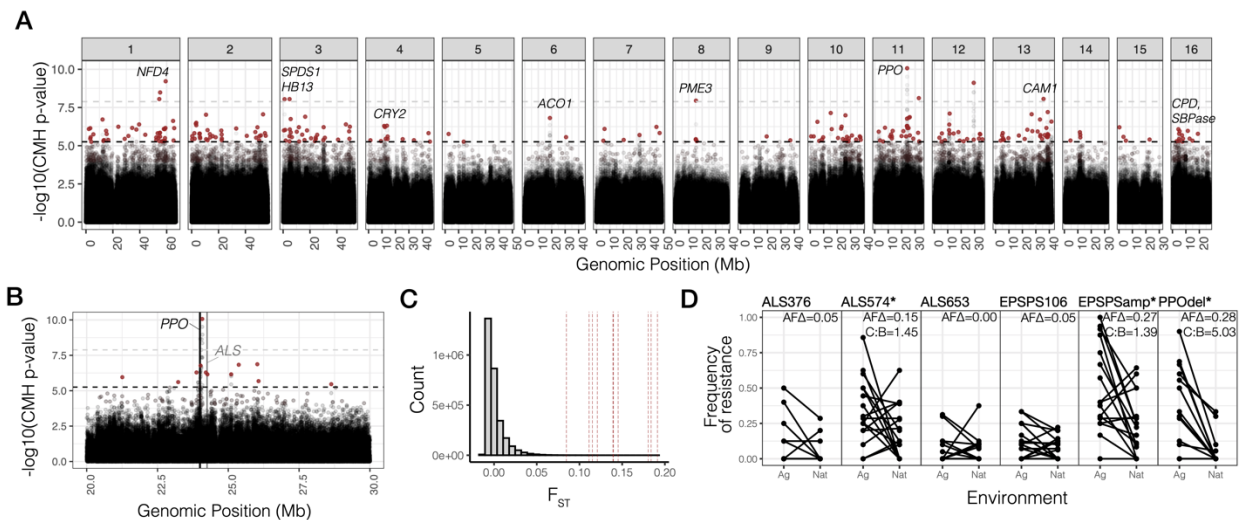 A
1 2 3 4 5 6 7 8 9 10 11 12 13 14 15 16
-log10(CMH p-value)
10.0
7.5
5.0
2.5
0.0
NFD4
SPDS1
HB13
CRY2
ACO1
PME3
PPO
CAM1
CPD,
SBPase
0 20 40 60 0 20 40 0 20 40 0 10 20 30 40 0 10 20 30 40 50 0 10 20 30 40 0 10 20 30 40 50 0 10 20 30 40 0 10 20 30 40 0 10 20 30 40 0 10 20 30 0 10 20 30 0 10 20 30 40 0 10 20 30 40 0 10 20 30 40 0 10 20
Genomic Position (Mb)
B
-log10(CMH p-value)
10.0
7.5
5.0
2.5
0.0
PPO
ALS
20.0 22.5 25.0 27.5 30.0
Genomic Position (Mb)
C
Count
1e+06
5e+05
0e+00
0.00 0.05 0.10 0.15 0.20
FST
D
ALS376 ALS574* ALS653 EPSPS106 EPSPSamp* PPOdel*
AFΔ=0.05 AFΔ=0.15 AFΔ=0.00 AFΔ=0.05 AFΔ=0.27 AFΔ=0.28
C:B=1.45 C:B=1.39 C:B=5.03
Frequency
of resistance
1.00
0.75
0.50
0.25
0.00
Ag Nat Ag Nat Ag Nat Ag Nat Ag Nat Ag Nat
Environment